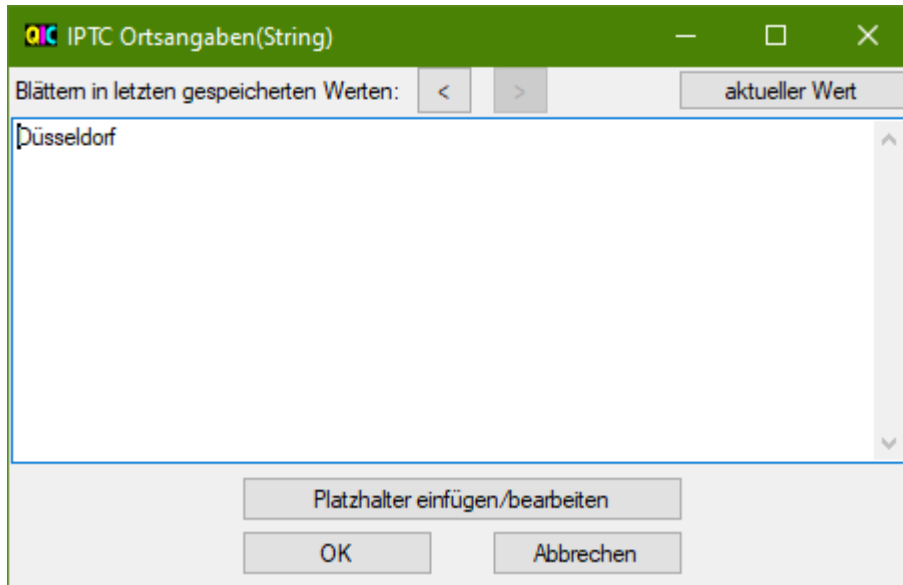 QIC IPTC Ortsangaben(String)
Blättern in letzten gespeicherten Werten: < > aktueller Wert
Düsseldorf
Platzhalter einfügen/bearbeiten
OK Abbrechen